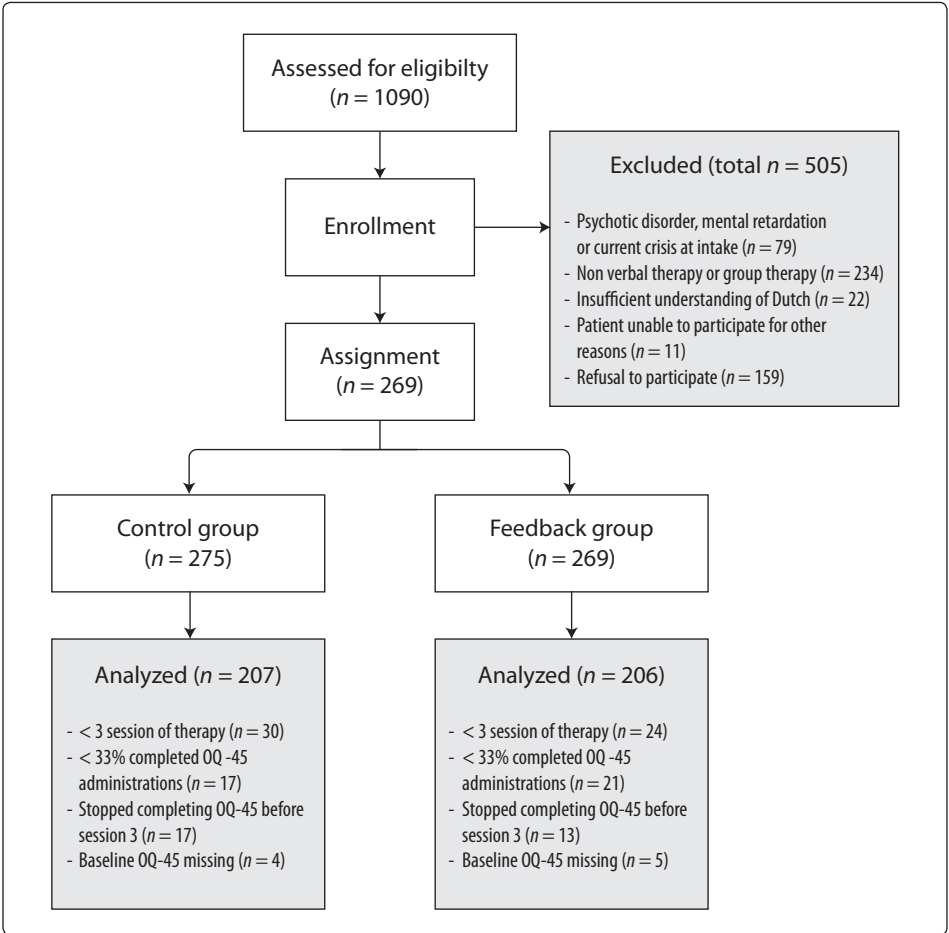 Assessed for eligibilty
(n = 1090)
Excluded (total n = 505)
- Psychotic disorder, mental retardation
or current crisis at intake (n = 79)
- Non verbal therapy or group therapy (n = 234)
- Insufficient understanding of Dutch (n = 22)
- Patient unable to participate for other
reasons (n = 11)
- Refusal to participate (n = 159)
Enrollment
Assignment
(n = 269)
Control group
(n = 275)
Feedback group
(n = 269)
Analyzed (n = 207)
- < 3 session of therapy (n = 30)
- < 33% completed OQ -45
administrations (n = 17)
- Stopped completing OQ-45 before
session 3 (n = 17)
- Baseline OQ-45 missing (n = 4)
Analyzed (n = 206)
- < 3 session of therapy (n = 24)
- < 33% completed OQ -45
administrations (n = 21)
- Stopped completing OQ-45 before
session 3 (n = 13)
- Baseline OQ-45 missing (n = 5)